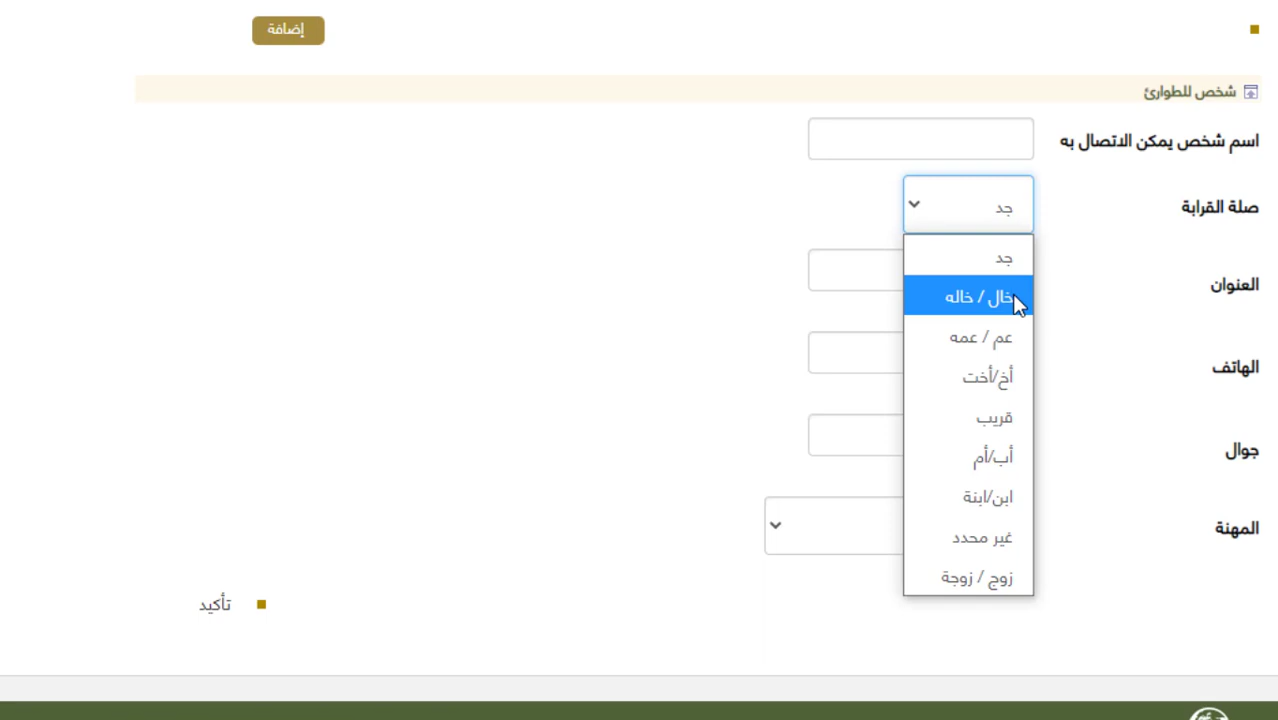 إضافة
شخص للطوارئ
اسم شخص يمكن الاتصال به
صلة القرابة
جد
جد
خال / خاله
العنوان
عم / عمه
الهاتف
أخ/أخت
قريب
جوال
أب/أم
ابن/ابنة
المهنة
غير محدد
زوج / زوجة
تأكيد